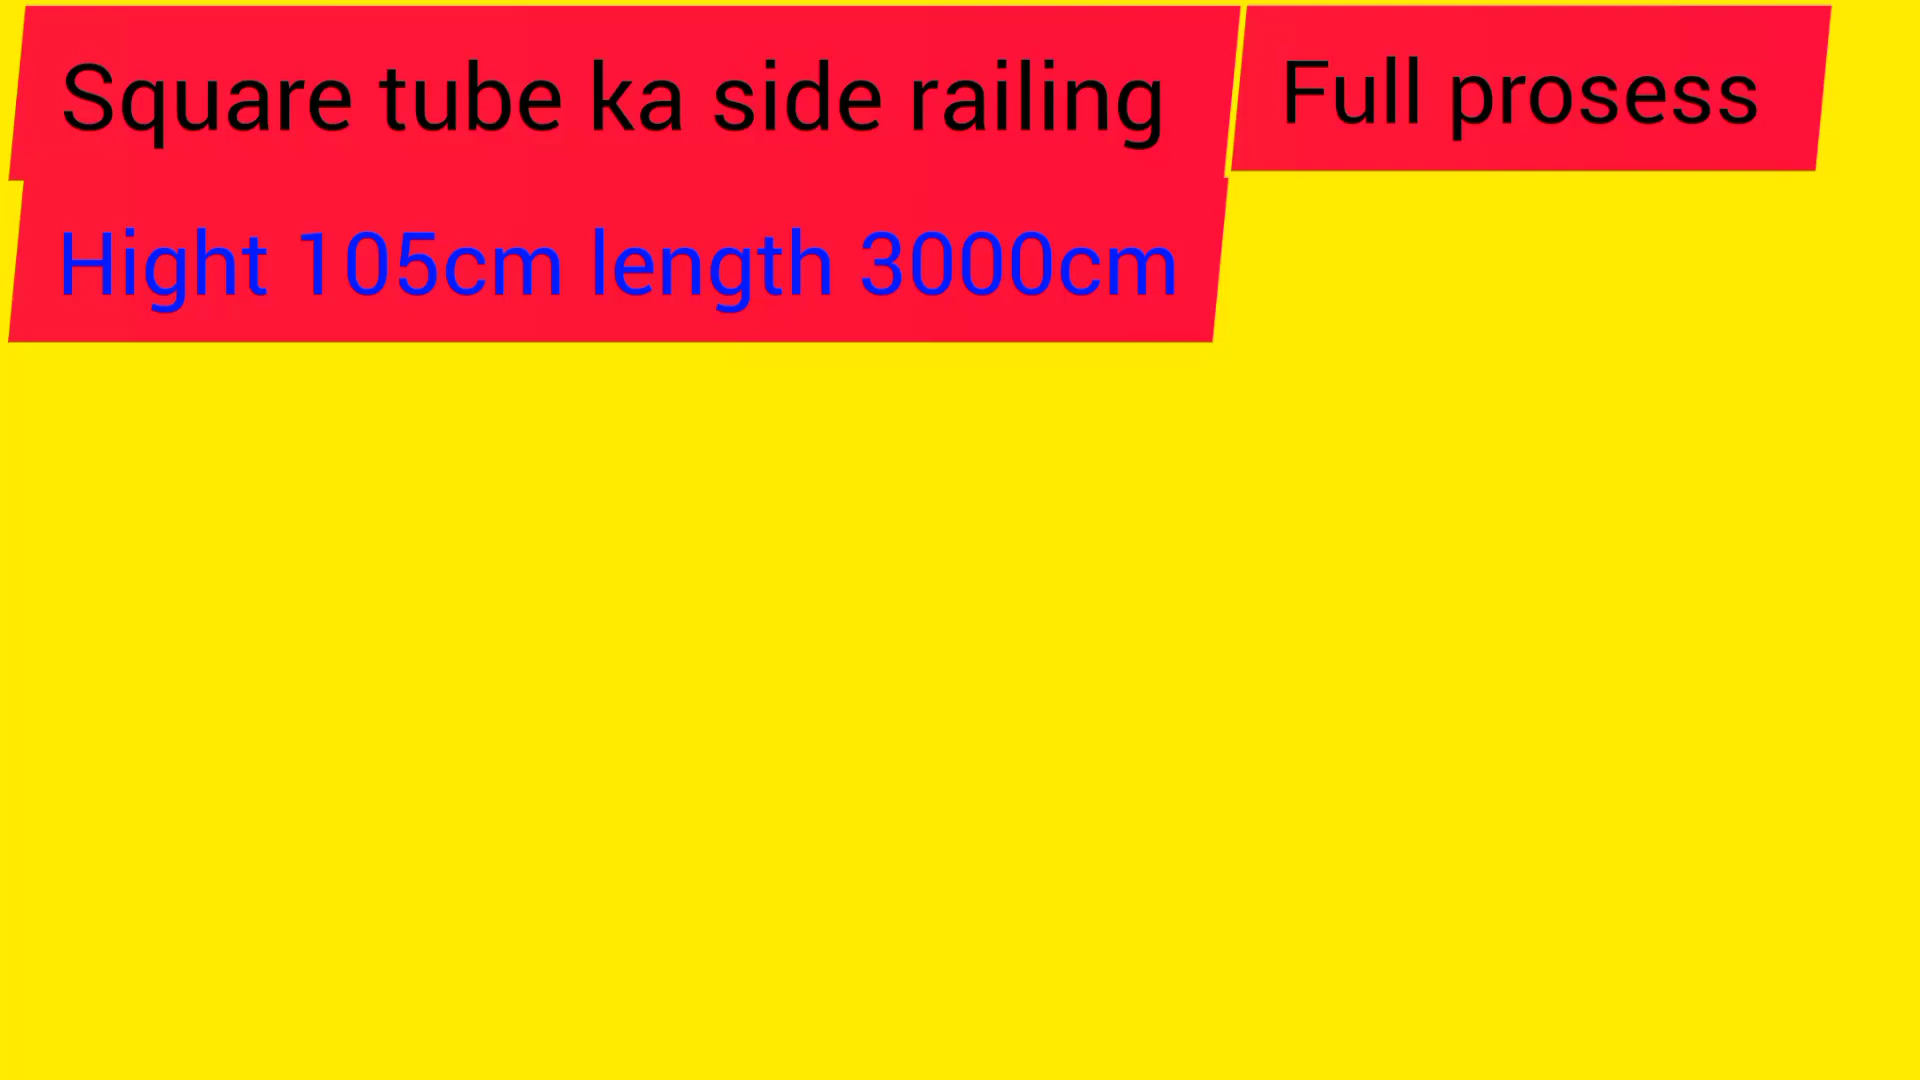 Square tube ka side railing
Full prosess
Hight 105cm length 3000cm